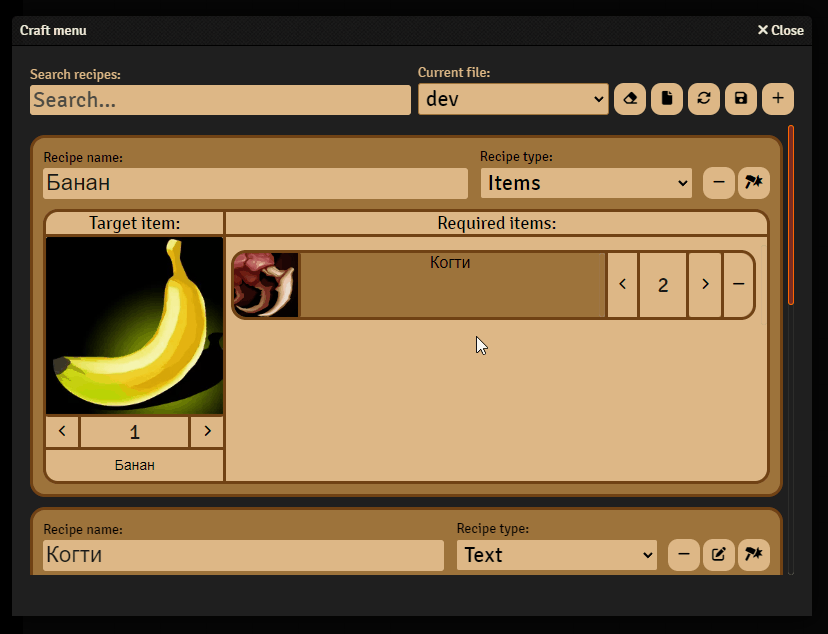 Craft menu
Close
Search recipes:
Current file:
Search...
dev
Recipe name:
Recipe type:
Банан
Items
Target item:
Required items:
Когти
2
1
Банан
Recipe name:
Recipe type:
Когти
Text